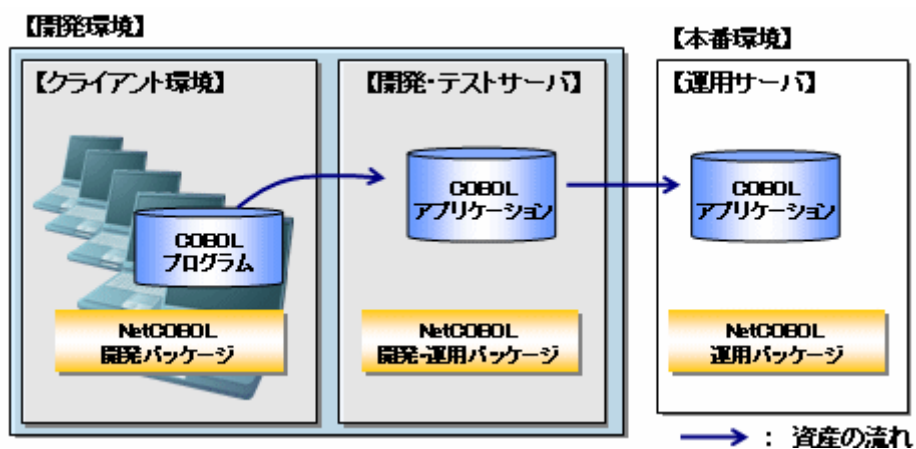 【開発環境】
【クライアント環境】
COBOL
プログラム
NetCOBOL
開発パッケージ
【開発・テストサーバ】
COBOL
アプリケーション
NetCOBOL
開発・運用パッケージ
【本番環境】
【運用サーバ】
COBOL
アプリケーション
NetCOBOL
運用パッケージ
：資産の流れ